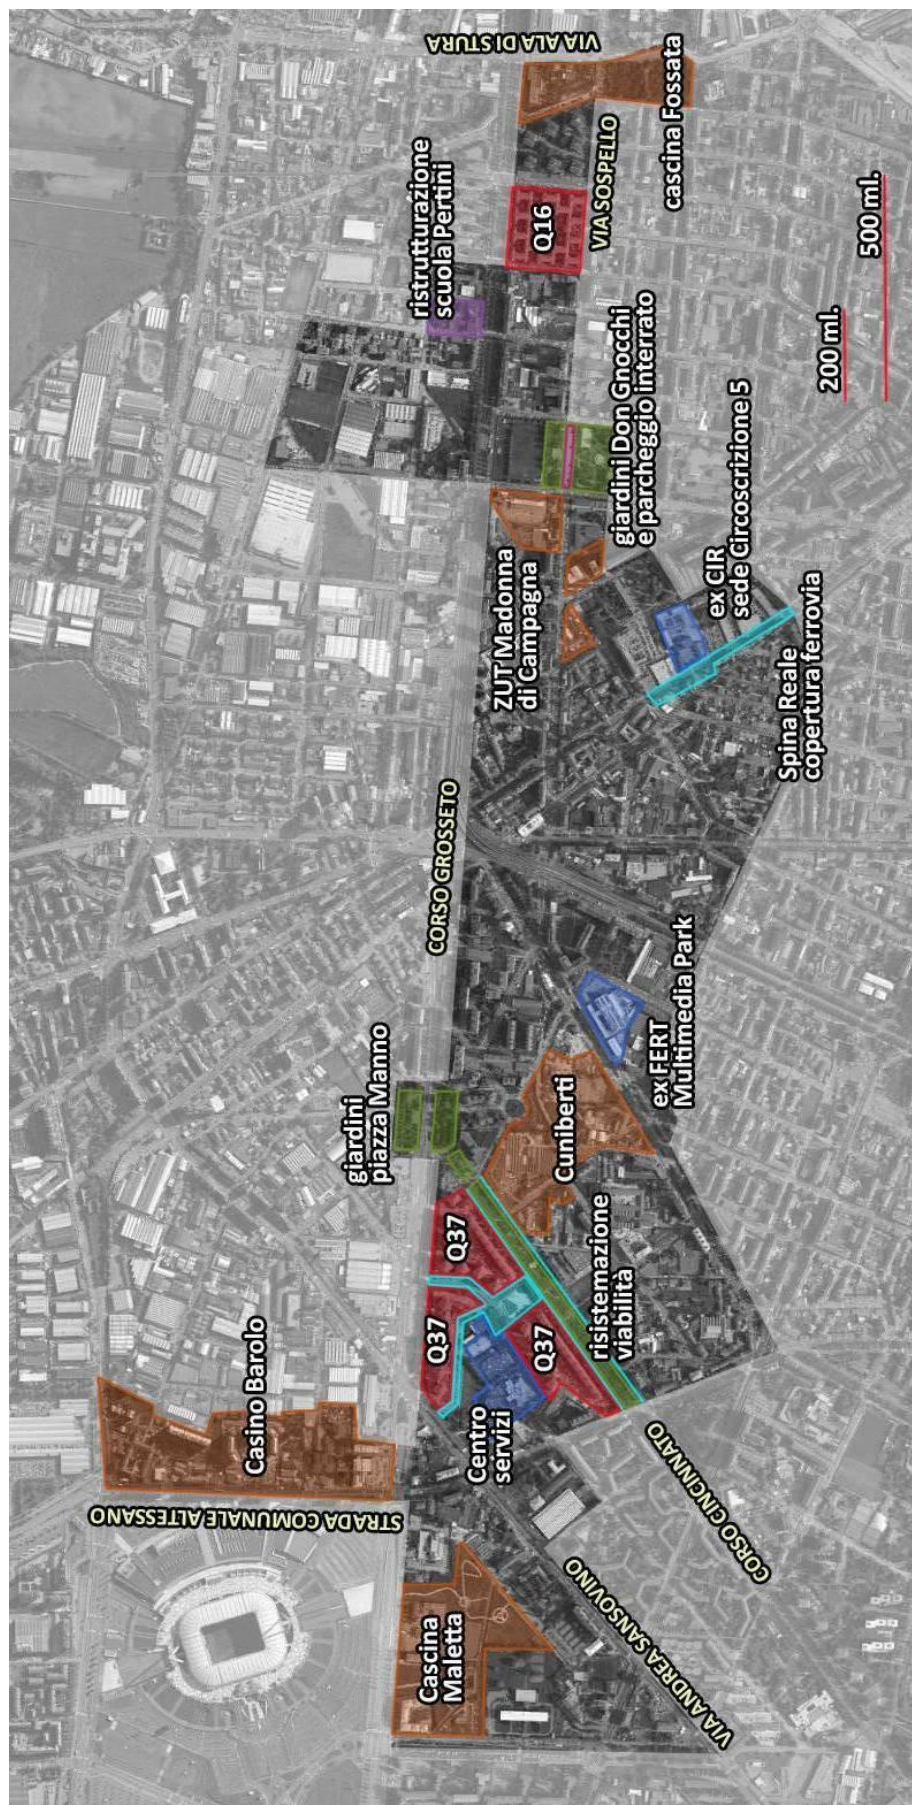 STRADA COMUNALE ALTESSANO
Casino Barolo
Cascina
Maletta
VIA ANDREA SANSOVINO
CORSO CINCINNATO
Centro
servizi
Q37
Q37
Q37
risistemazione
viabilità
giardini
piazza Manno
Cuniberti
ex FERT
Multimedia Park
CORSO GROSSETO
ZUT Madonna
di Campagna
Spina Reale
copertura ferrovia
ex CIR
sede Circoscrizione 5
giardini Don Gnocchi
e parcheggio interrato
ristrutturazione
scuola Pertini
Q16
VIA SOSPELLO
cascina Fossata
VIA ALA DI STURA
200 ml.
500 ml.